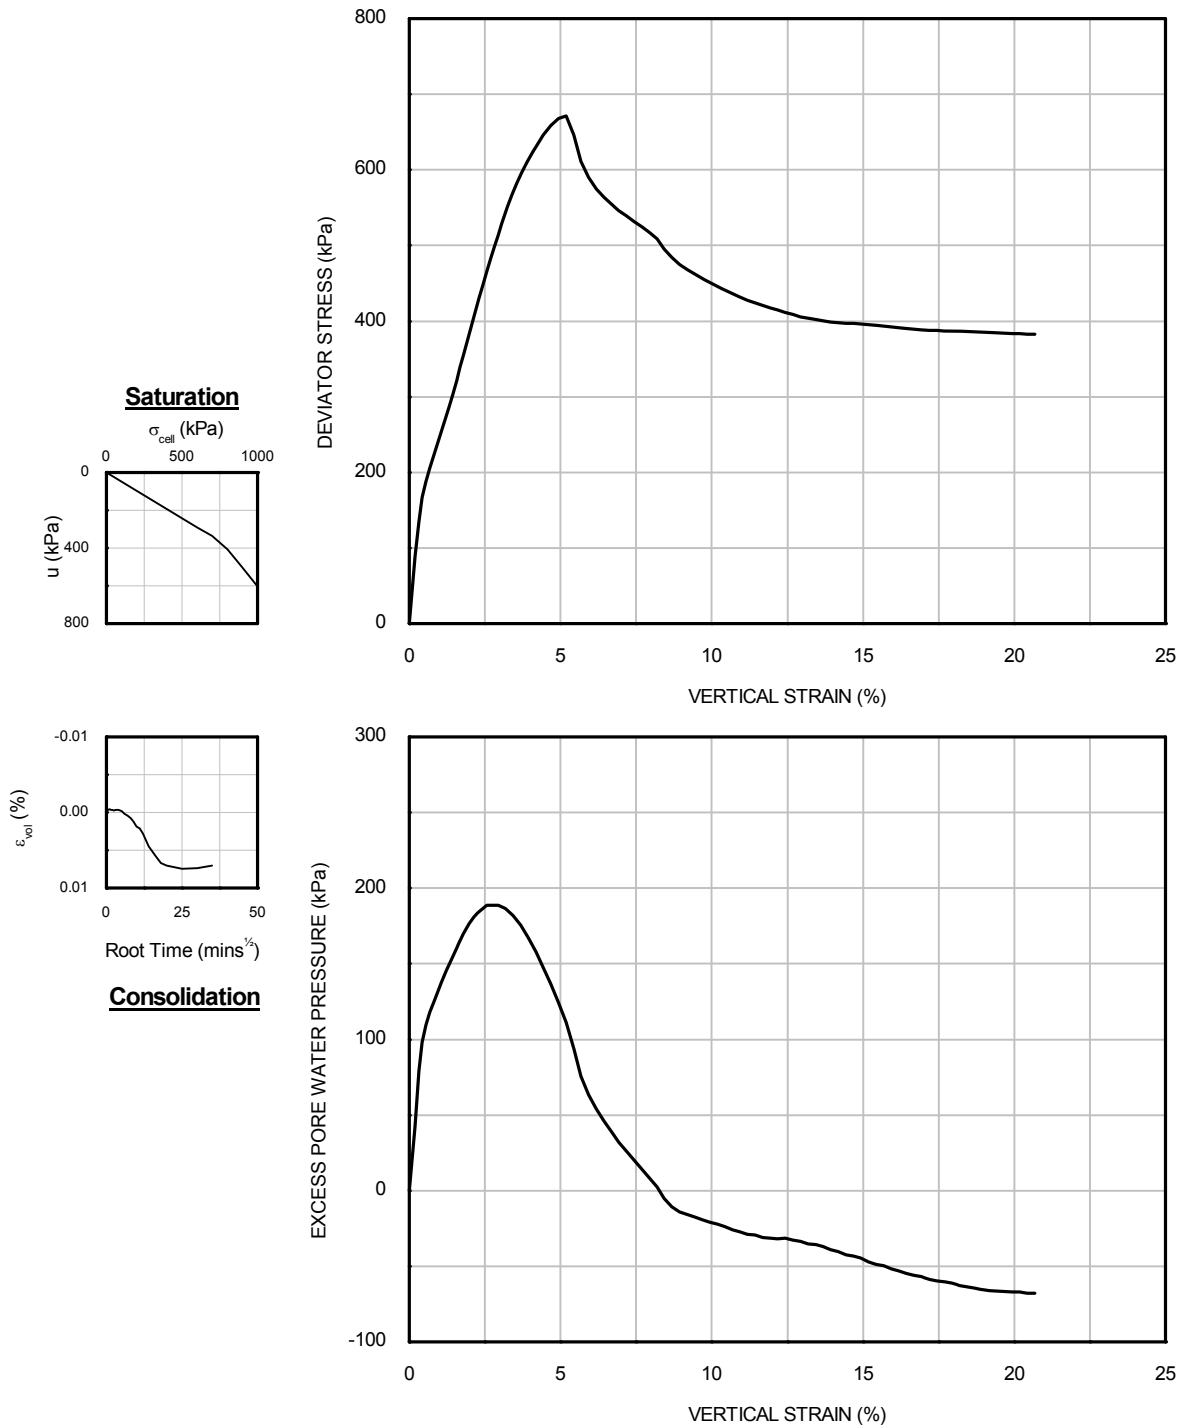 800
600
400
200
0
DEVIATOR STRESS (kPa)
0 5 10 15 20 25
VERTICAL STRAIN (%)
Saturation
σcell (kPa)
0 500 1000
0
400
800
u (kPa)
-0.01
0.00
0.01
εvol (%)
0 25 50
Root Time (mins½)
Consolidation
300
200
100
0
-100
EXCESS PORE WATER PRESSURE (kPa)
0 5 10 15 20 25
VERTICAL STRAIN (%)